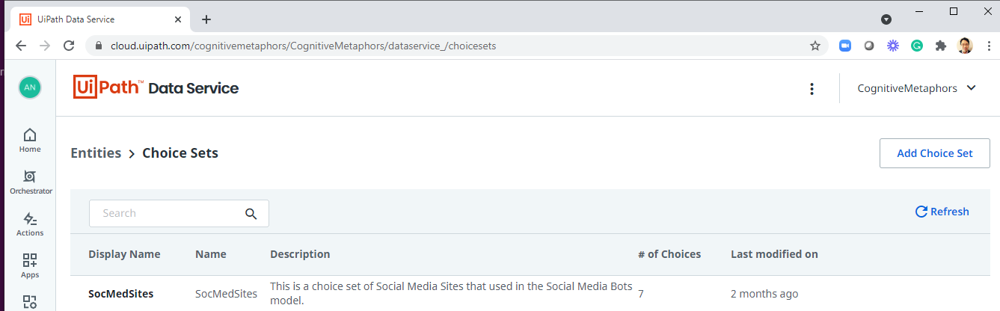 UiPath Data Service
cloud.uipath.com/cognitivemetaphors/CognitiveMetaphors/dataservice_/choicesets
AN
UiPath™ Data Service
CognitiveMetaphors
Home
Orchestrator
Actions
Apps
Entities > Choice Sets
Add Choice Set
Search
Refresh
Display Name Name Description # of Choices Last modified on
SocMedSites SocMedSites This is a choice set of Social Media Sites that used in the Social Media Bots 7 2 months ago
model.